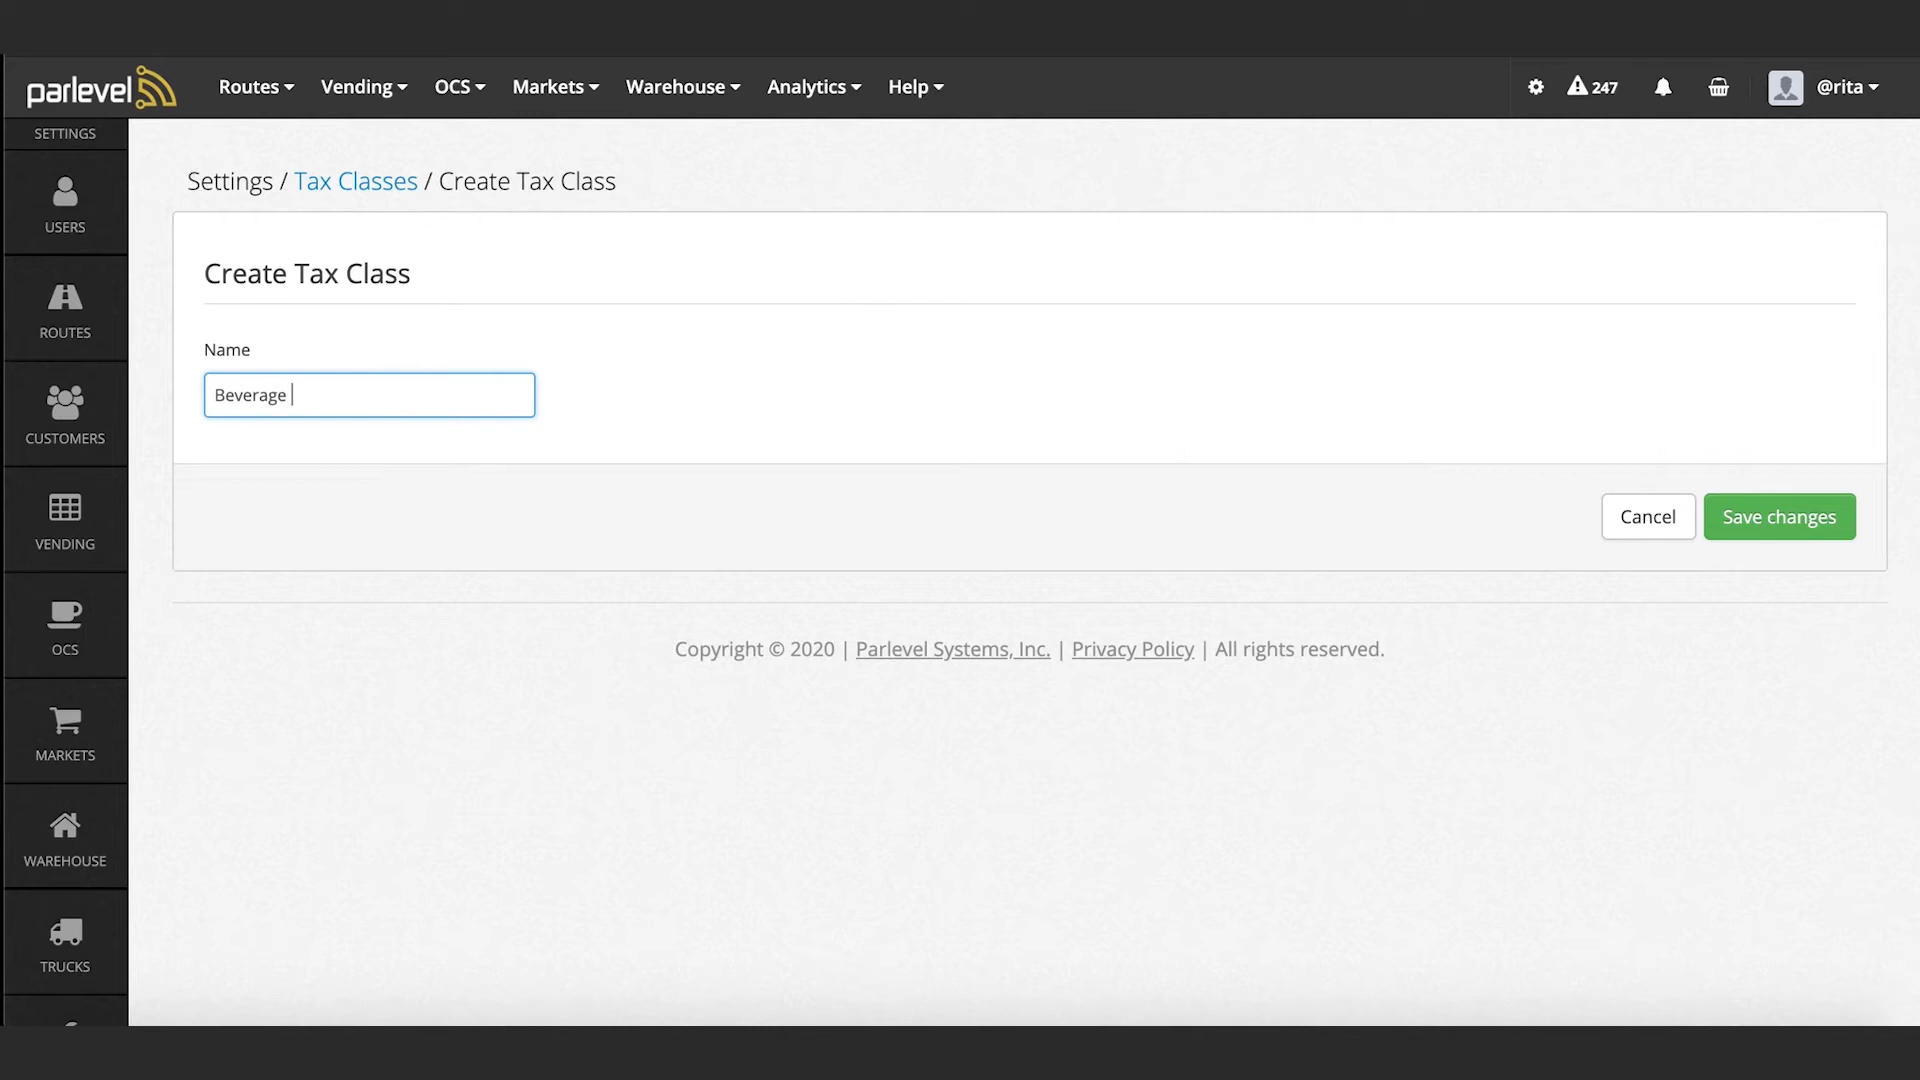 parlevel
Routes Vending OCS Markets Warehouse Analytics Help 247 @rita
SETTINGS
USERS
ROUTES
CUSTOMERS
VENDING
OCS
MARKETS
WAREHOUSE
TRUCKS
Settings / Tax Classes / Create Tax Class
Create Tax Class
Name
Beverage
Cancel Save changes
Copyright © 2020 | Parlevel Systems, Inc. | Privacy Policy | All rights reserved.